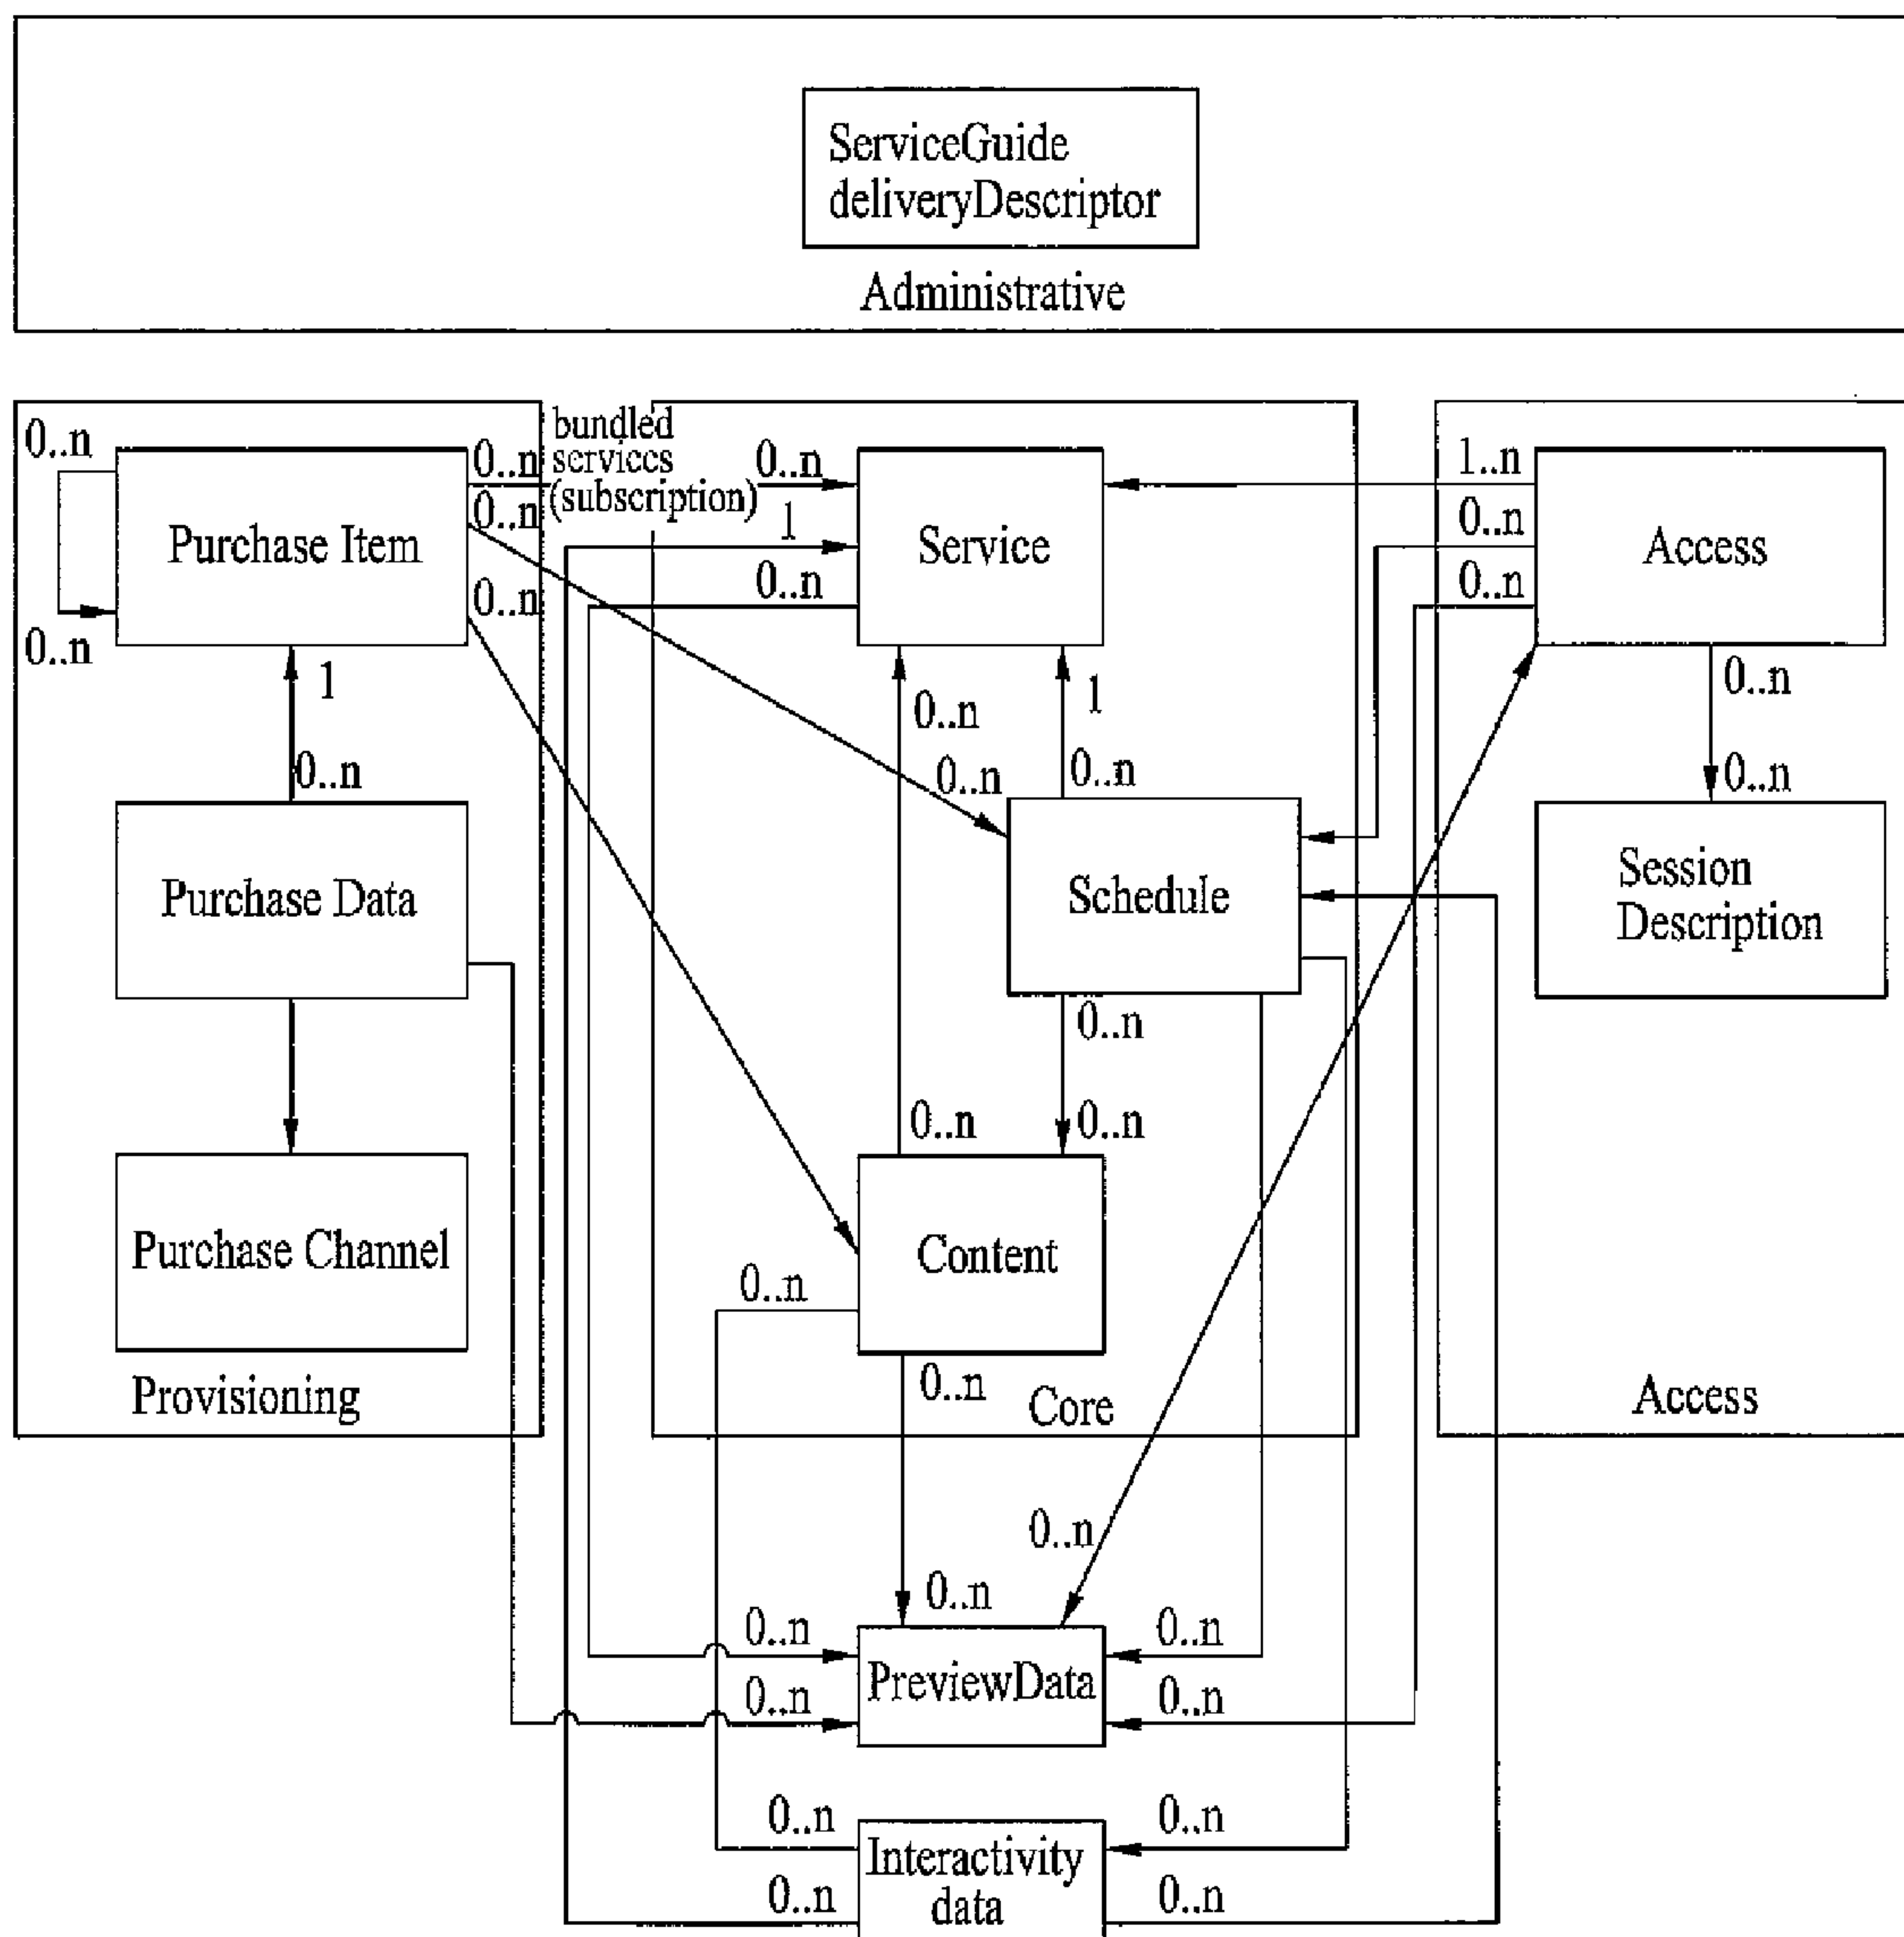 ServiceGuide
deliveryDescriptor
Administrative
0..n
0..n
bundled
services
(subscription)
0..n
1..n
0..n
1
0..n
Purchase Item
Service
Access
0..n
0..n
0..n
0..n
1
0..n
1
0..n
0..n
0..n
0..n
0..n
Purchase Data
Schedule
Session
Description
0..n
0..n
0..n
Purchase Channel
Content
0..n
0..n
Provisioning
Core
Access
0..n
0..n
0..n
0..n
PreviewData
0..n
0..n
0..n
0..n
Interactivity
data
0..n
0..n